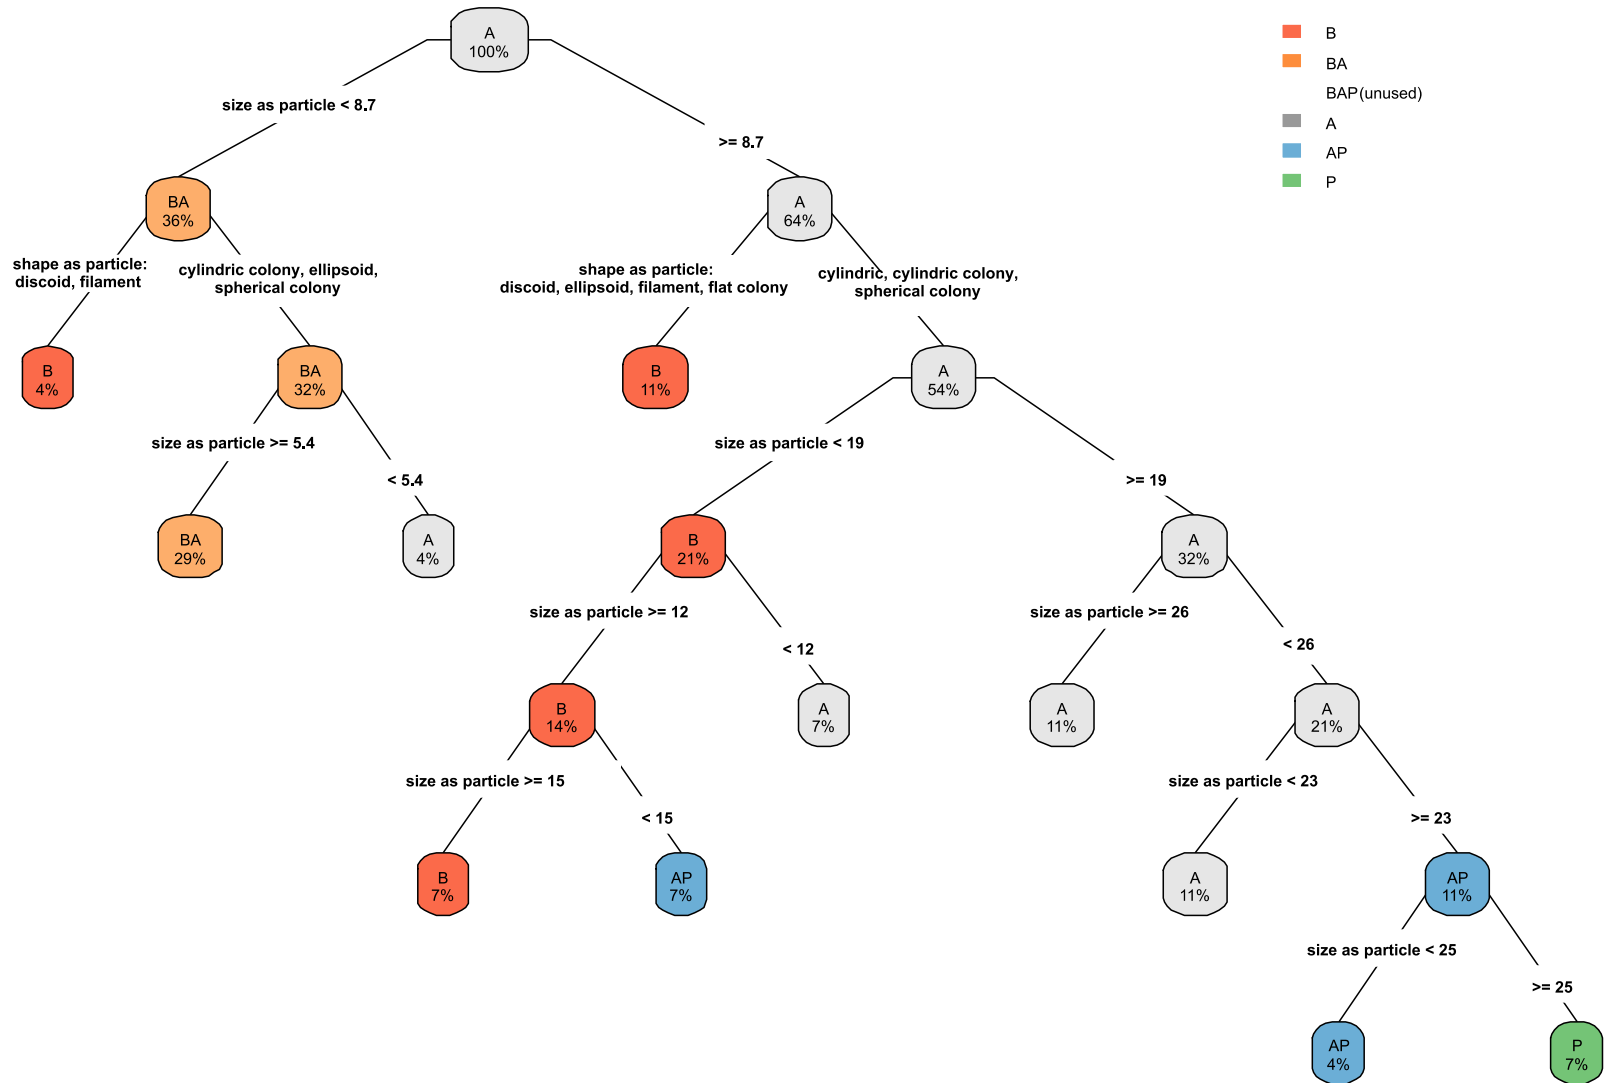 A
100%
B
BA
BAP(unused)
A
AP
P
size as particle < 8.7
>= 8.7
BA
36%
A
64%
shape as particle:
discoid, filament
cylindric colony, ellipsoid,
spherical colony
shape as particle:
discoid, ellipsoid, filament, flat colony
cylindric, cylindric colony,
spherical colony
B
4%
BA
32%
B
11%
A
54%
size as particle >= 5.4
< 5.4
size as particle < 19
>= 19
BA
29%
A
4%
B
21%
A
32%
size as particle >= 12
< 12
size as particle >= 26
< 26
B
14%
A
7%
A
11%
A
21%
size as particle >= 15
< 15
size as particle < 23
>= 23
B
7%
AP
7%
A
11%
AP
11%
size as particle < 25
>= 25
AP
4%
P
7%